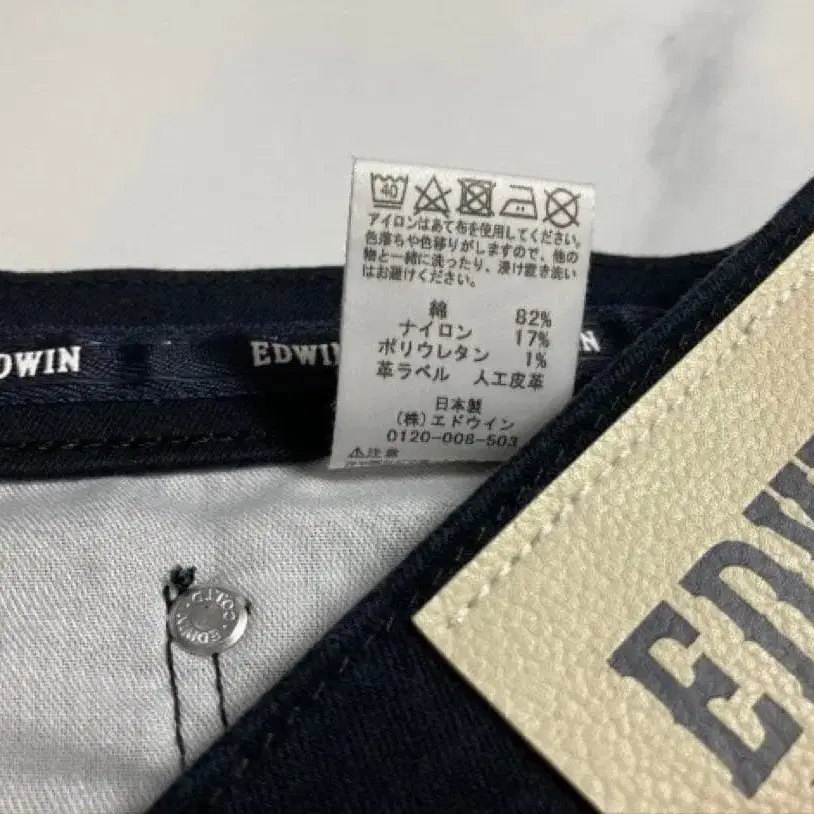 40
アイロンはあて布を使用してください。
色落ちや色移りがしますので、他の
物と一緒に洗ったり、浸け置き洗い
はお避けください。
綿 82%
ナイロン 17%
ポリウレタン 1%
革ラベル 人工皮革
日本製
(株)エドウイン
0120-008-503
⚠注意
DWIN
EDWIN
N
EDWIN
EDW